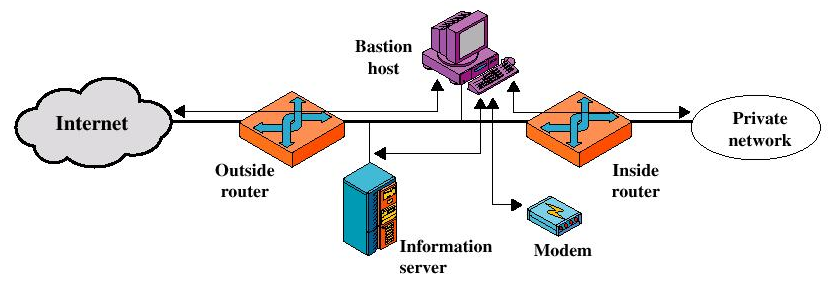 Bastion
host
Internet
Private
network
Outside
router
Inside
router
Information
server
Modem